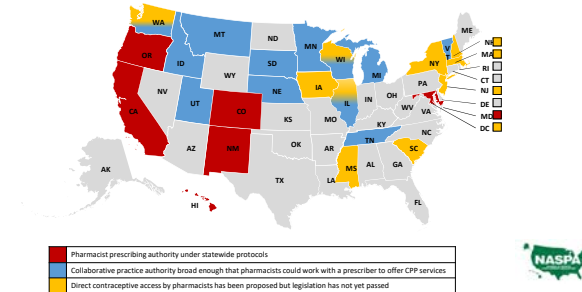 ME
WA
MT
ND
MN
OR
ID
SD
WI
MI
V
T
NH
MA
NY
RI
CT
WY
NE
IA
PA
NJ
NV
UT
IL
IN
OH
DE
CA
CO
KS
MO
WV
VA
MD
KY
DC
AZ
NM
OK
AR
TN
NC
SC
MS
AL
GA
AK
TX
LA
FL
HI
Pharmacist prescribing authority under statewide protocols
Collaborative practice authority broad enough that pharmacists could work with a prescriber to offer CPP services
Direct contraceptive access by pharmacists has been proposed but legislation has not yet passed
NASPA